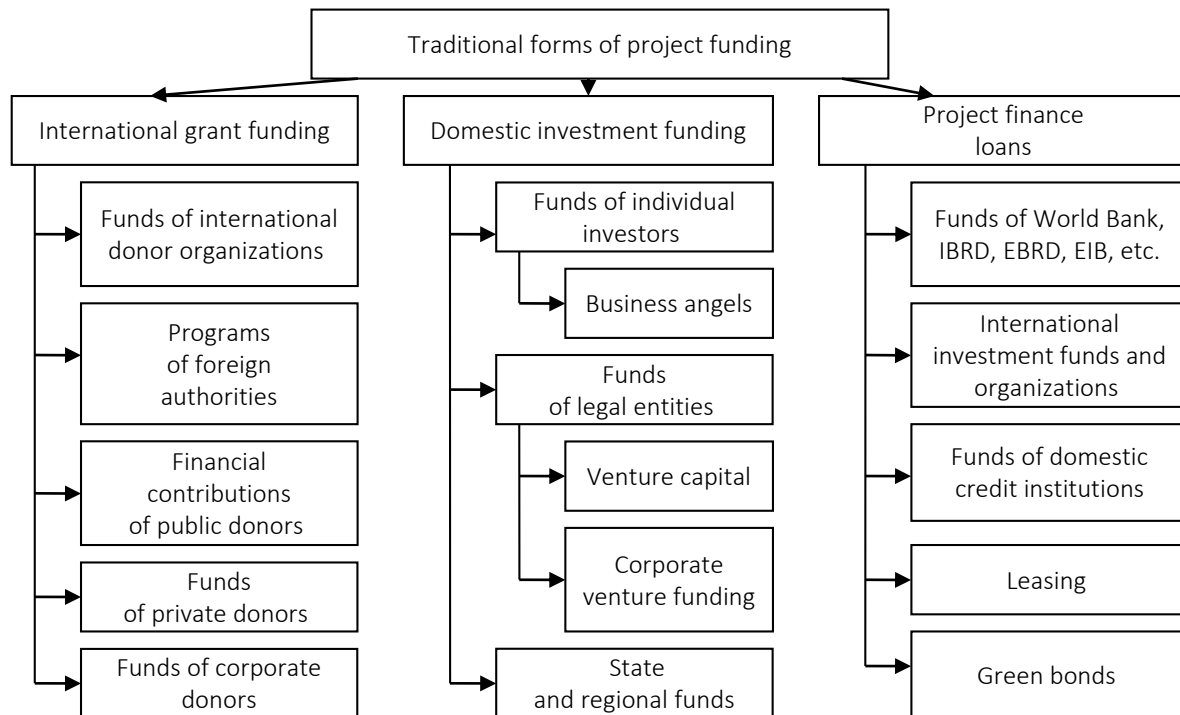 Traditional forms of project funding
International grant funding
Funds of international
donor organizations
Programs
of foreign
authorities
Financial
contributions
of public donors
Funds
of private donors
Funds of corporate
donors
Domestic investment funding
Funds of individual
investors
Business angels
Funds
of legal entities
Venture capital
Corporate
venture funding
State
and regional funds
Project finance
loans
Funds of World Bank,
IBRD, EBRD, EIB, etc.
International
investment funds and
organizations
Funds of domestic
credit institutions
Leasing
Green bonds